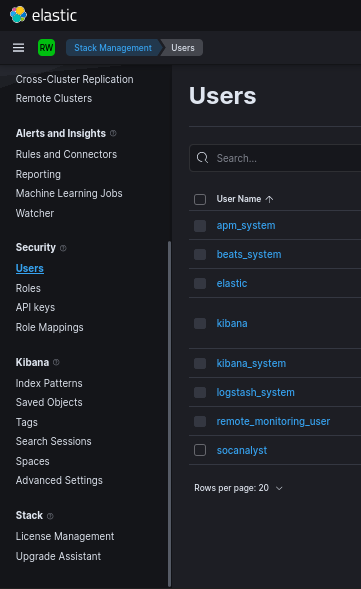 elastic
RW
Stack Management
Users
Cross-Cluster Replication
Remote Clusters
Alerts and Insights
Rules and Connectors
Reporting
Machine Learning Jobs
Watcher
Security
Users
Roles
API keys
Role Mappings
Kibana
Index Patterns
Saved Objects
Tags
Search Sessions
Spaces
Advanced Settings
Stack
License Management
Upgrade Assistant
Users
Search...
User Name
apm_system
beats_system
elastic
kibana
kibana_system
logstash_system
remote_monitoring_user
socanalyst
Rows per page: 20